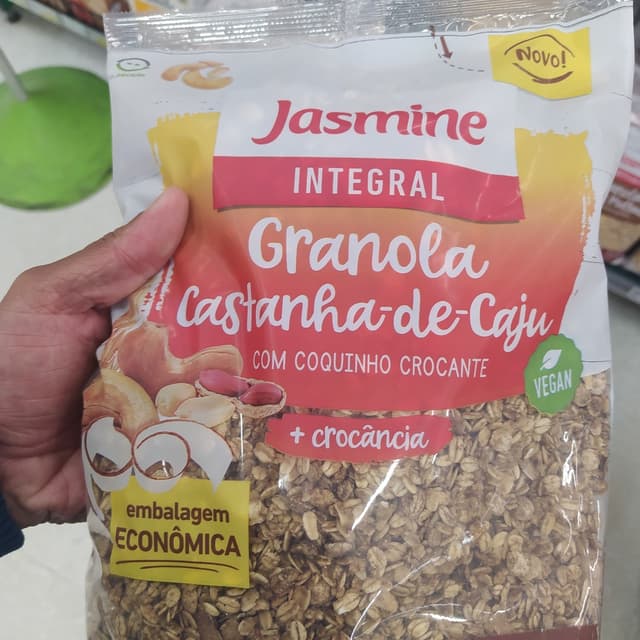 NOVO!
Jasmine
INTEGRAL
Granola
Castanha-de-Caju
COM COQUINHO CROCANTE
VEGAN
+ crocância
embalagem
ECONÔMICA